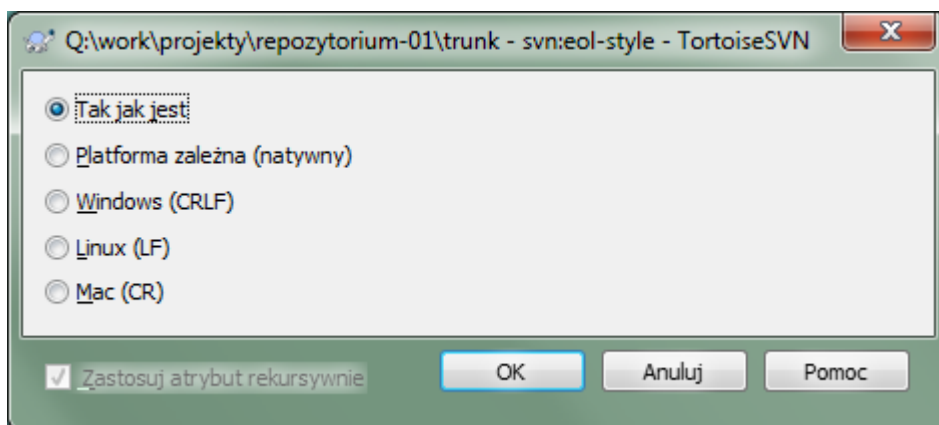 Q:\work\projekty\repozytorium-01\trunk - svn:eol-style - TortoiseSVN
Tak jak jest
Platforma zależna (natywny)
Windows (CRLF)
Linux (LF)
Mac (CR)
Zastosuj atrybut rekursywnie OK Anuluj Pomoc